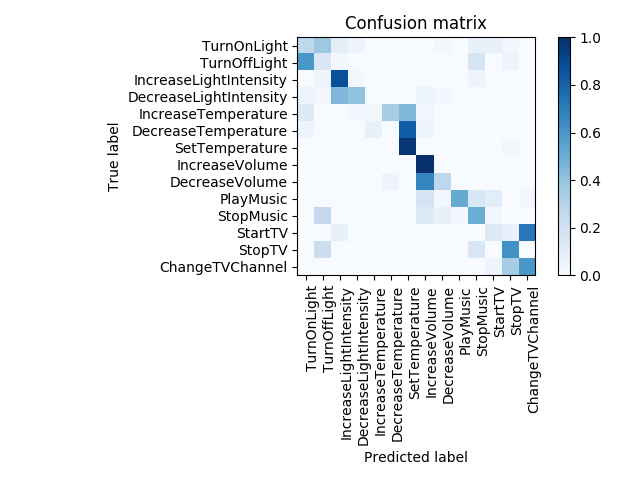 Confusion matrix
TurnOnLight
TurnOffLight
IncreaseLightIntensity
DecreaseLightIntensity
IncreaseTemperature
DecreaseTemperature
SetTemperature
IncreaseVolume
DecreaseVolume
PlayMusic
StopMusic
StartTV
StopTV
ChangeTVChannel
True label
TurnOnLight
TurnOffLight
IncreaseLightIntensity
DecreaseLightIntensity
IncreaseTemperature
DecreaseTemperature
SetTemperature
IncreaseVolume
DecreaseVolume
PlayMusic
StopMusic
StartTV
StopTV
ChangeTVChannel
Predicted label
1.0
0.8
0.6
0.4
0.2
0.0